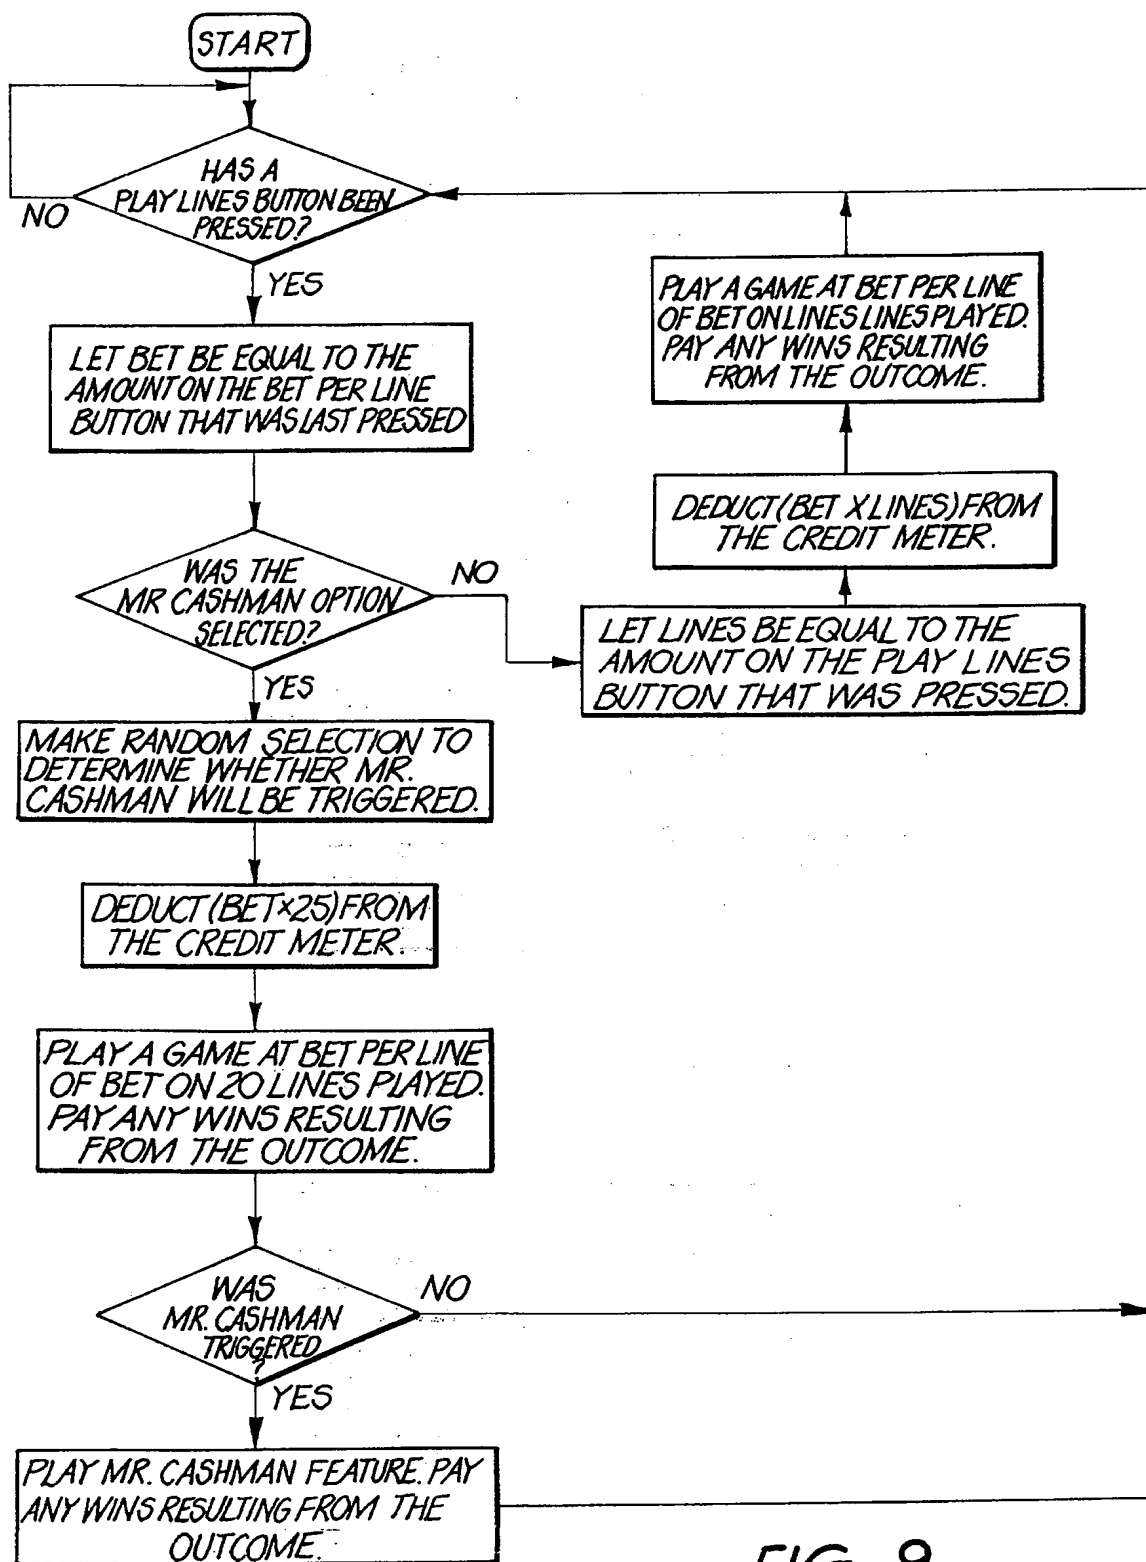 START
HAS A
PLAY LINES BUTTON BEEN
PRESSED?
NO
YES
LET BET BE EQUAL TO THE
AMOUNT ON THE BET PER LINE
BUTTON THAT WAS LAST PRESSED
WAS THE
MR CASHMAN OPTION
SELECTED?
NO
YES
PLAY A GAME AT BET PER LINE
OF BET ON LINES LINES PLAYED.
PAY ANY WINS RESULTING
FROM THE OUTCOME.
DEDUCT (BET X LINES) FROM
THE CREDIT METER.
LET LINES BE EQUAL TO THE
AMOUNT ON THE PLAY LINES
BUTTON THAT WAS PRESSED.
MAKE RANDOM SELECTION TO
DETERMINE WHETHER MR.
CASHMAN WILL BE TRIGGERED.
DEDUCT (BET×25) FROM
THE CREDIT METER.
PLAY A GAME AT BET PER LINE
OF BET ON 20 LINES PLAYED.
PAY ANY WINS RESULTING
FROM THE OUTCOME.
WAS
MR. CASHMAN
TRIGGERED
?
NO
YES
PLAY MR. CASHMAN FEATURE. PAY
ANY WINS RESULTING FROM THE
OUTCOME.
FIG. 9